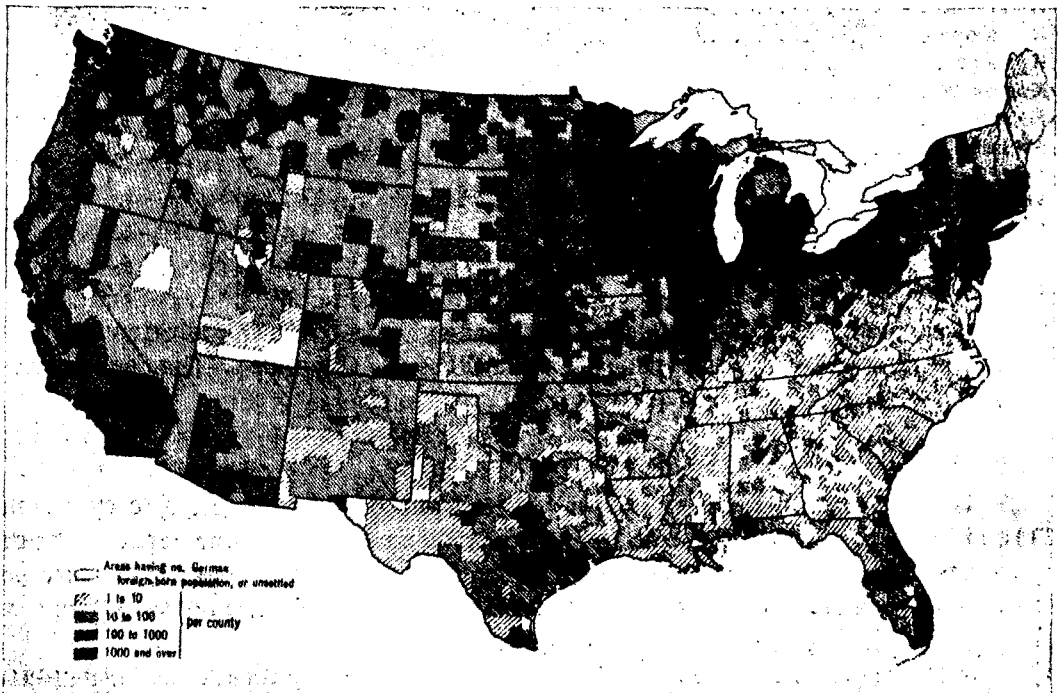 Areas having no. German
foreign-born population, or unsettled
1 to 10
10 to 100
100 to 1000
1000 and over
per county